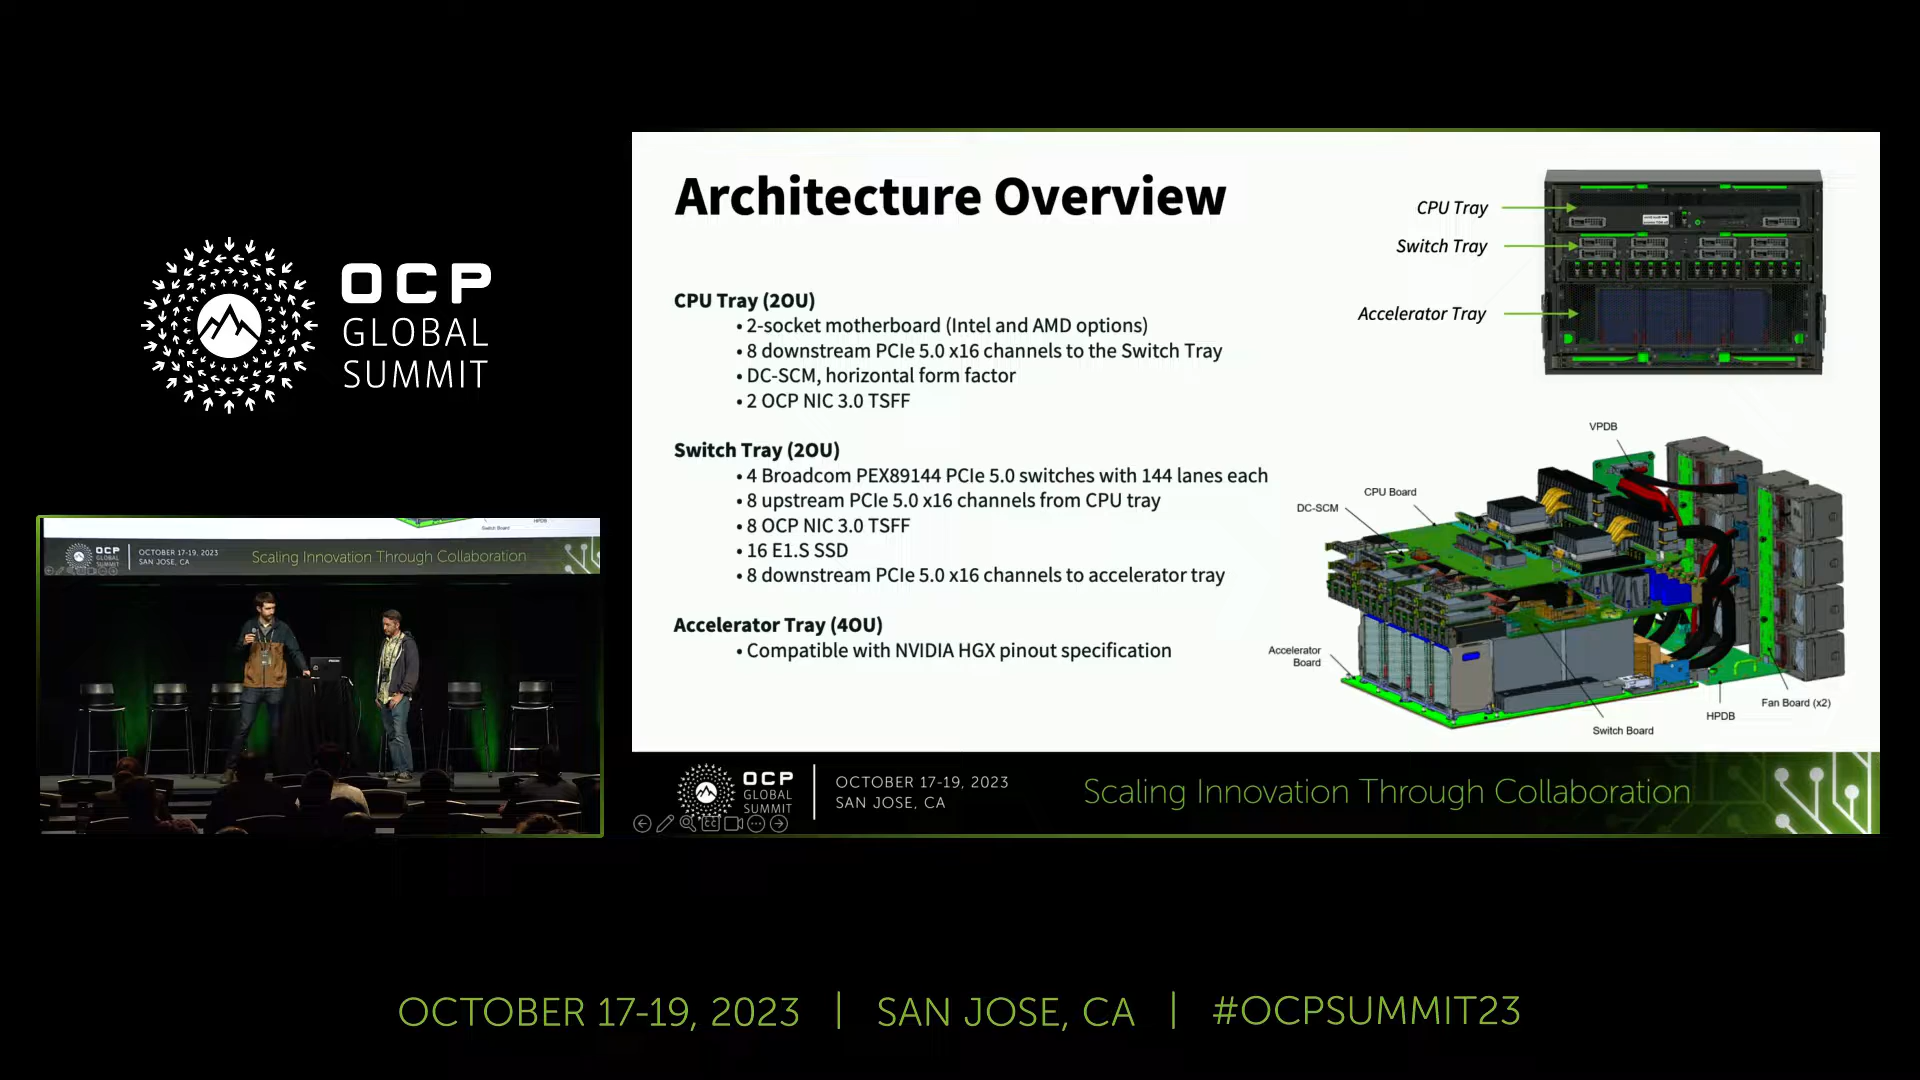 OCP
GLOBAL
SUMMIT
OCP
GLOBAL
SUMMIT
OCTOBER 17-19, 2023
SAN JOSE, CA
Scaling Innovation Through Collaboration
Switch Board
HPDB
Architecture Overview
CPU Tray (2OU)
• 2-socket motherboard (Intel and AMD options)
• 8 downstream PCIe 5.0 x16 channels to the Switch Tray
• DC-SCM, horizontal form factor
• 2 OCP NIC 3.0 TSFF
Switch Tray (2OU)
• 4 Broadcom PEX89144 PCIe 5.0 switches with 144 lanes each
• 8 upstream PCIe 5.0 x16 channels from CPU tray
• 8 OCP NIC 3.0 TSFF
• 16 E1.S SSD
• 8 downstream PCIe 5.0 x16 channels to accelerator tray
Accelerator Tray (4OU)
• Compatible with NVIDIA HGX pinout specification
CPU Tray
Switch Tray
Accelerator Tray
VPDB
CPU Board
DC-SCM
Accelerator
Board
Fan Board (x2)
HPDB
Switch Board
OCP
GLOBAL
SUMMIT
OCTOBER 17-19, 2023
SAN JOSE, CA
Scaling Innovation Through Collaboration
OCTOBER 17-19, 2023 | SAN JOSE, CA | #OCPSUMMIT23